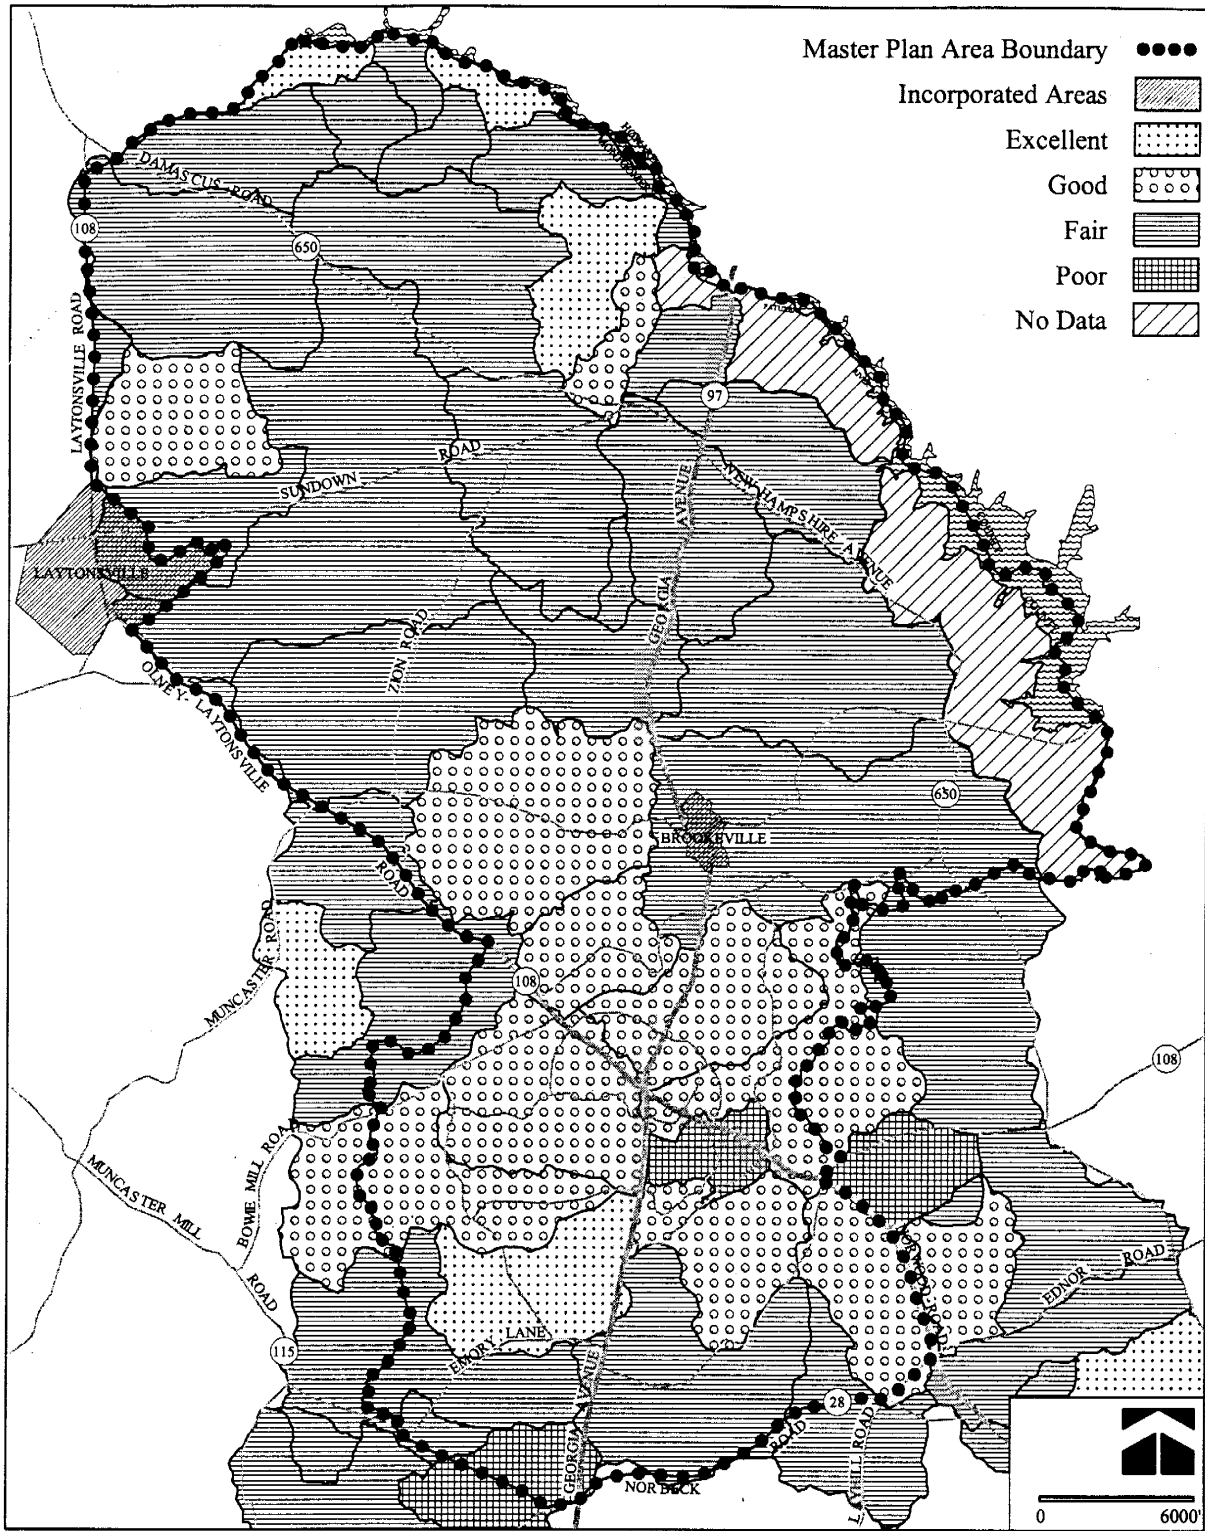 Master Plan Area Boundary
Incorporated Areas
Excellent
Good
Fair
Poor
No Data
DAMASCUS ROAD
108
650
LAYTONSVILLE ROAD
97
SUNDOWN ROAD
GEORGIA AVENUE
NEW HAMPSHIRE AVENUE
LAYTONSVILLE
ZION ROAD
OLNEY-LAYTONSVILLE ROAD
650
BROOKEVILLE
MUNCASTER ROAD
108
108
BOWIE MILL ROAD
MUNCASTER MILL ROAD
NORWOOD ROAD
EDNOR ROAD
EMORY LANE
115
GEORGIA AVENUE
28
NORBECK ROAD
LAYHILL ROAD
0 6000'